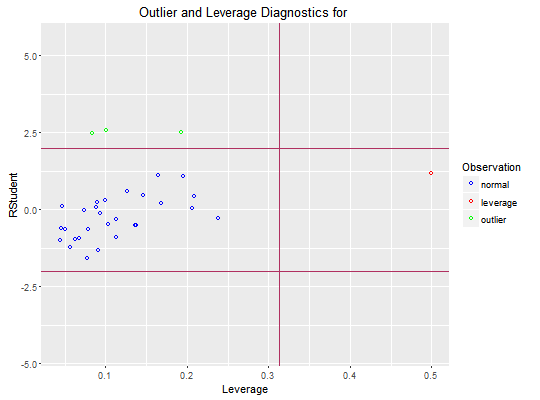 Outlier and Leverage Diagnostics for
5.0
2.5
0.0
-2.5
-5.0
RStudent
0.1
0.2
0.3
0.4
0.5
Leverage
Observation
normal
leverage
outlier